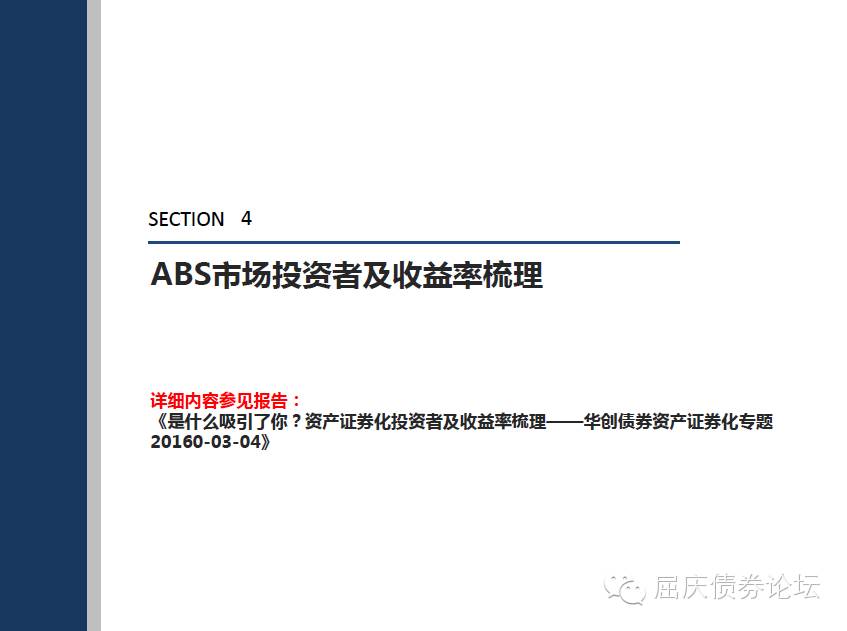 SECTION 4
ABS市场投资者及收益率梳理
详细内容参见报告：
《是什么吸引了你？资产证券化投资者及收益率梳理——华创债券资产证券化专题
20160-03-04》
屈庆债券论坛